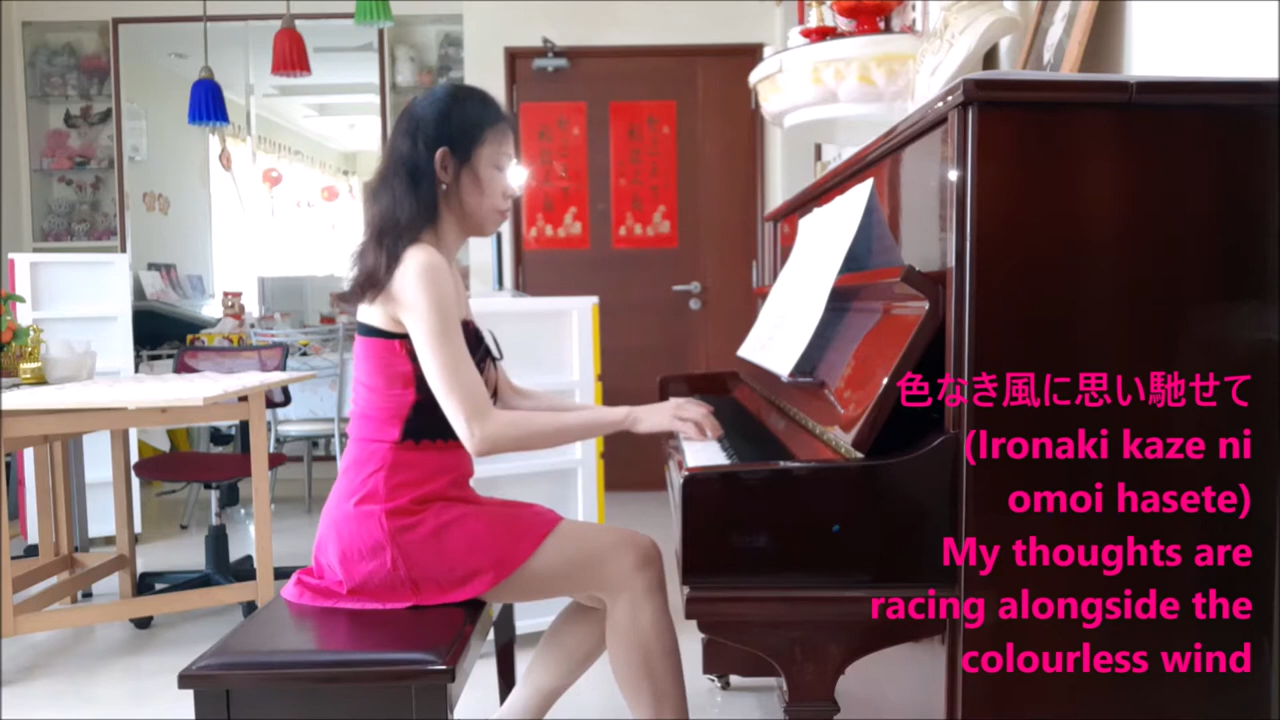 色なき風に思い馳せて
(Ironaki kaze ni
omoi hasete)
My thoughts are
racing alongside the
colourless wind